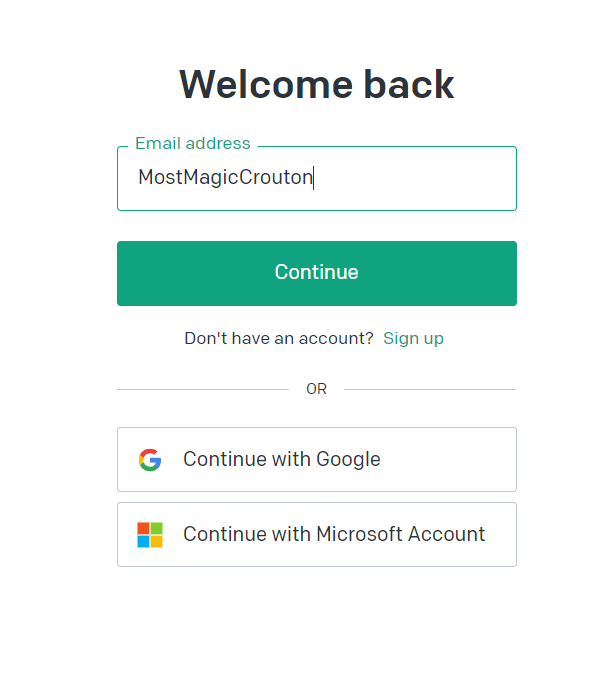 Welcome back
Email address
MostMagicCrouton
Continue
Don't have an account? Sign up
OR
Continue with Google
Continue with Microsoft Account